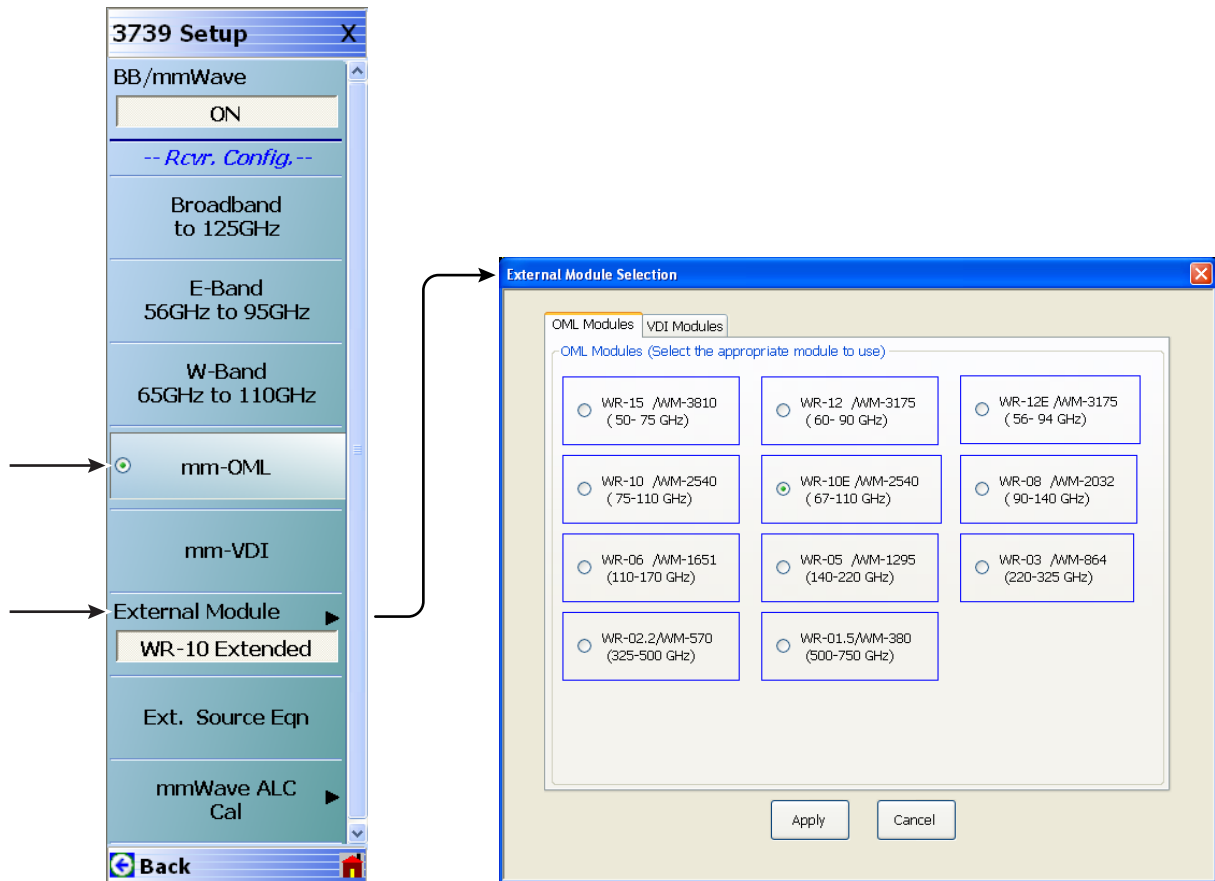 3739 Setup X
BB/mmWave
ON
-- Rcvr. Config.--
Broadband
to 125GHz
E-Band
56GHz to 95GHz
W-Band
65GHz to 110GHz
mm-OML
mm-VDI
External Module
WR-10 Extended
Ext. Source Eqn
mmWave ALC
Cal
Back
External Module Selection
OML Modules VDI Modules
OML Modules (Select the appropriate module to use)
WR-15 /WM-3810
( 50- 75 GHz)
WR-12 /WM-3175
( 60- 90 GHz)
WR-12E /WM-3175
( 56- 94 GHz)
WR-10 /WM-2540
( 75-110 GHz)
WR-10E /WM-2540
( 67-110 GHz)
WR-08 /WM-2032
( 90-140 GHz)
WR-06 /WM-1651
(110-170 GHz)
WR-05 /WM-1295
(140-220 GHz)
WR-03 /WM-864
(220-325 GHz)
WR-02.2/WM-570
(325-500 GHz)
WR-01.5/WM-380
(500-750 GHz)
Apply
Cancel